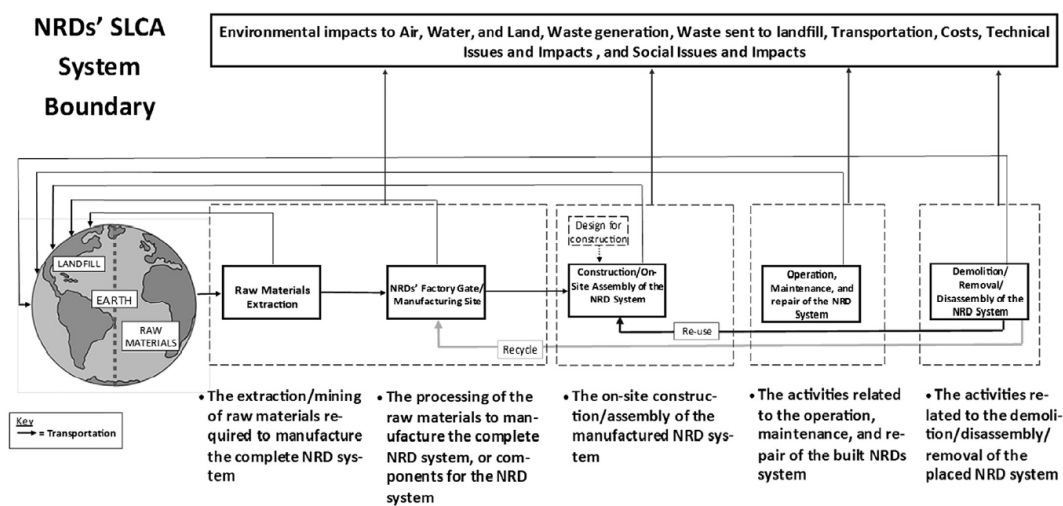 NRDs' SLCA
System
Boundary
Environmental impacts to Air, Water, and Land, Waste generation, Waste sent to landfill, Transportation, Costs, Technical
Issues and Impacts , and Social Issues and Impacts
LANDFILL
EARTH
RAW
MATERIALS
Raw Materials
Extraction
NRDs' Factory Gate/
Manufacturing Site
Design for
construction
Construction/On-
Site Assembly of the
NRD System
Operation,
Maintenance, and
repair of the NRD
System
Demolition/
Removal/
Disassembly of the
NRD System
Re-use
Recycle
Key
= Transportation
• The extraction/mining
of raw materials re-
quired to manufacture
the complete NRD sys-
tem
• The processing of the
raw materials to man-
ufacture the complete
NRD system, or com-
ponents for the NRD
system
• The on-site construc-
tion/assembly of the
manufactured NRD system
• The activities related
to the operation,
maintenance, and re-
pair of the built NRDs
system
• The activities re-
lated to the demoli-
tion/disassembly/
removal of the
placed NRD system